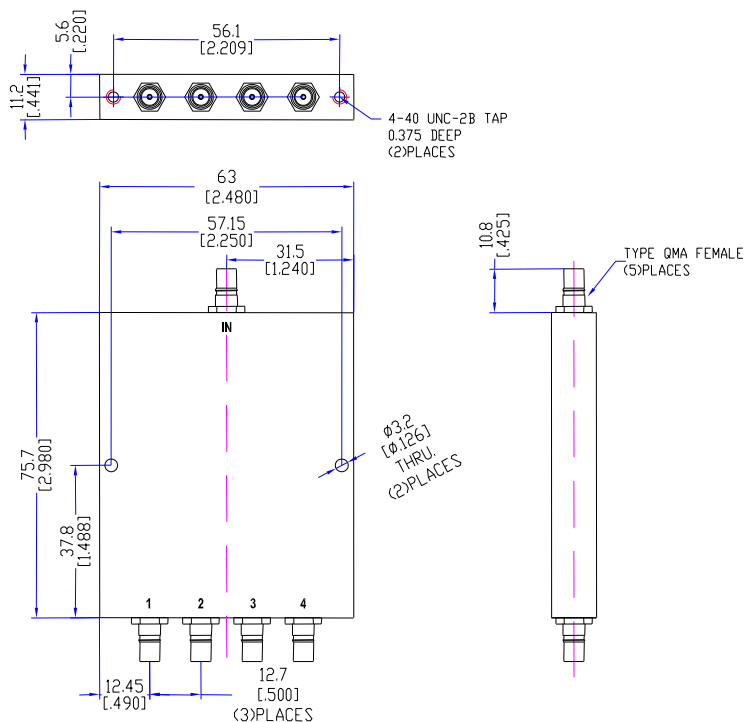 56.1
[2.209]
5.6
[.220]
11.2
[.441]
4-40 UNC-2B TAP
0.375 DEEP
(2)PLACES
63
[2.480]
57.15
[2.250]
31.5
[1.240]
10.8
[.425]
TYPE QMA FEMALE
(5)PLACES
IN
75.7
[2.980]
37.8
[1.488]
ø3.2
[ø.126]
THRU.
(2)PLACES
1 2 3 4
12.45
[.490]
12.7
[.500]
(3)PLACES